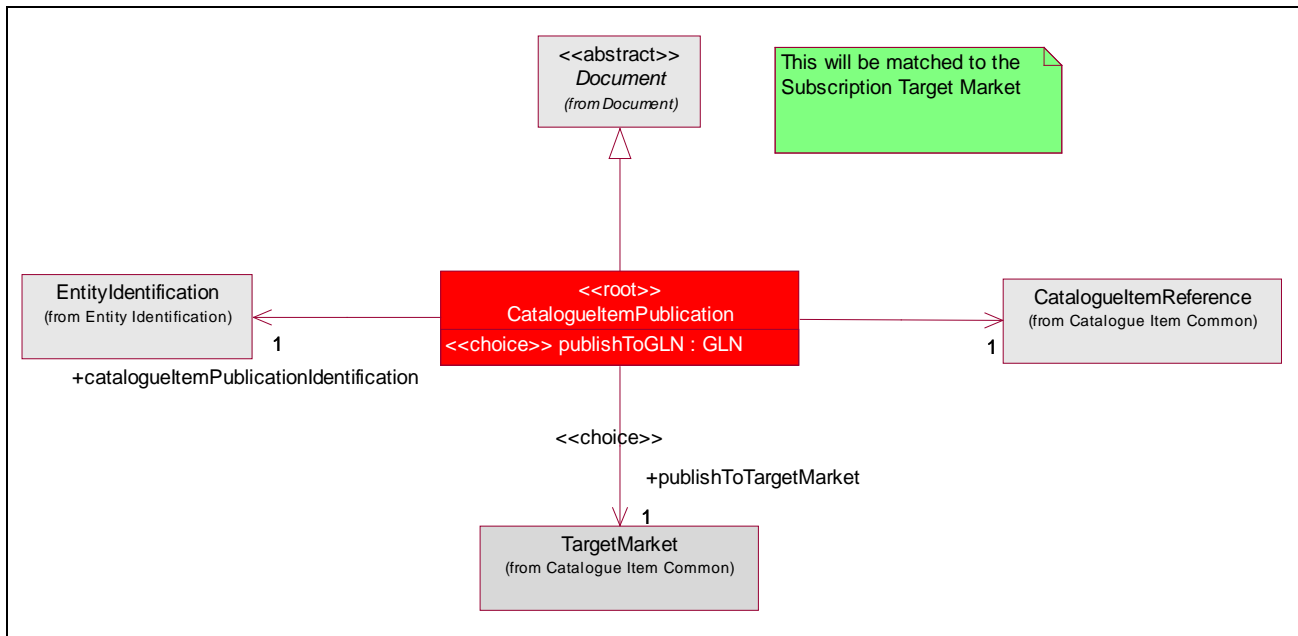 <<abstract>>
Document
(from Document)
This will be matched to the
Subscription Target Market
EntityIdentification
(from Entity Identification)
<<root>>
CatalogueItemPublication
<<choice>> publishToGLN : GLN
CatalogueItemReference
(from Catalogue Item Common)
1
+catalogueItemPublicationIdentification
1
<<choice>>
+publishToTargetMarket
1
TargetMarket
(from Catalogue Item Common)